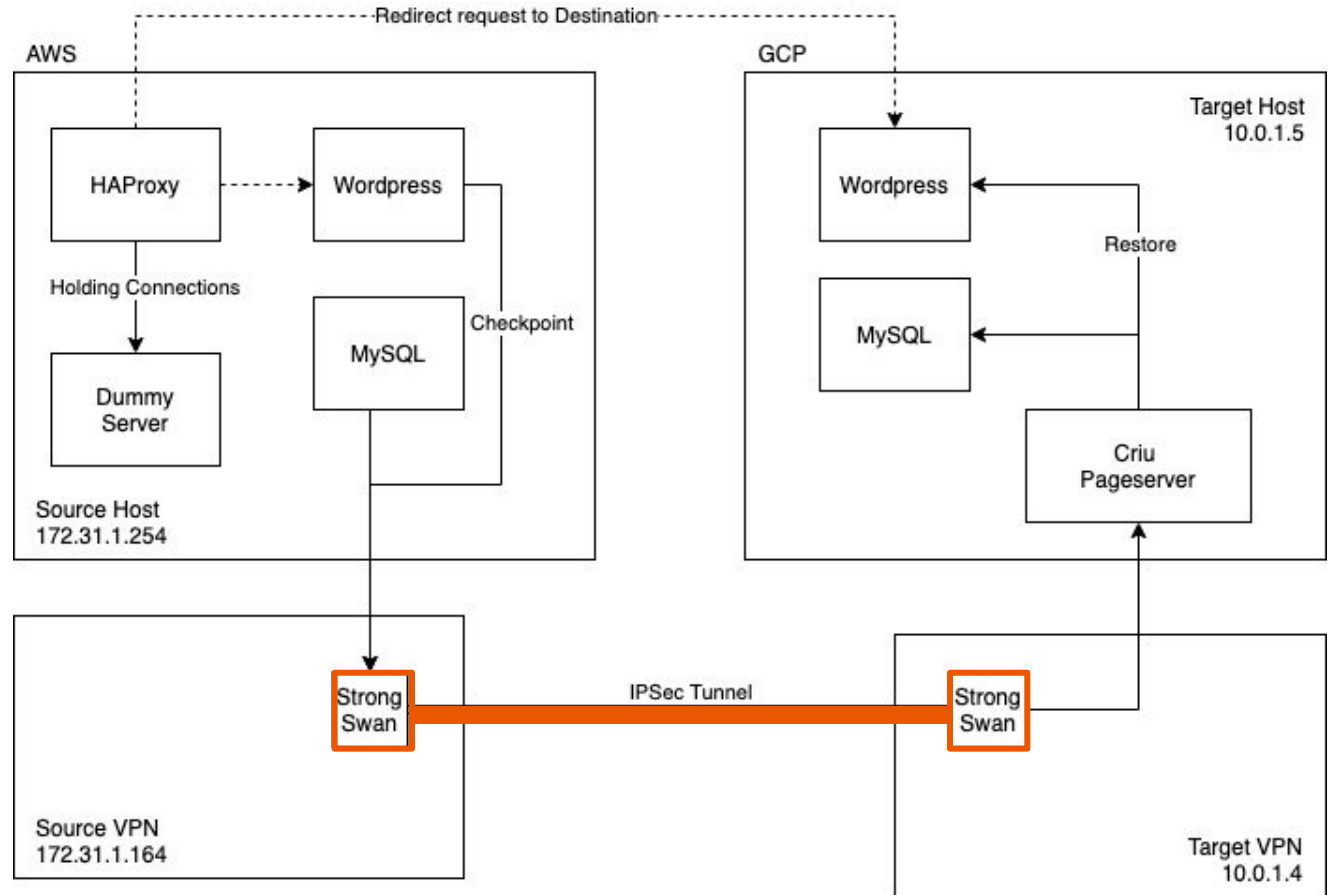 Redirect request to Destination
AWS
GCP
Target Host
10.0.1.5
HAProxy
Wordpress
Wordpress
Restore
Holding Connections
Checkpoint
MySQL
MySQL
Dummy
Server
Criu
Pageserver
Source Host
172.31.1.254
Strong
Swan
IPSec Tunnel
Strong
Swan
Source VPN
172.31.1.164
Target VPN
10.0.1.4